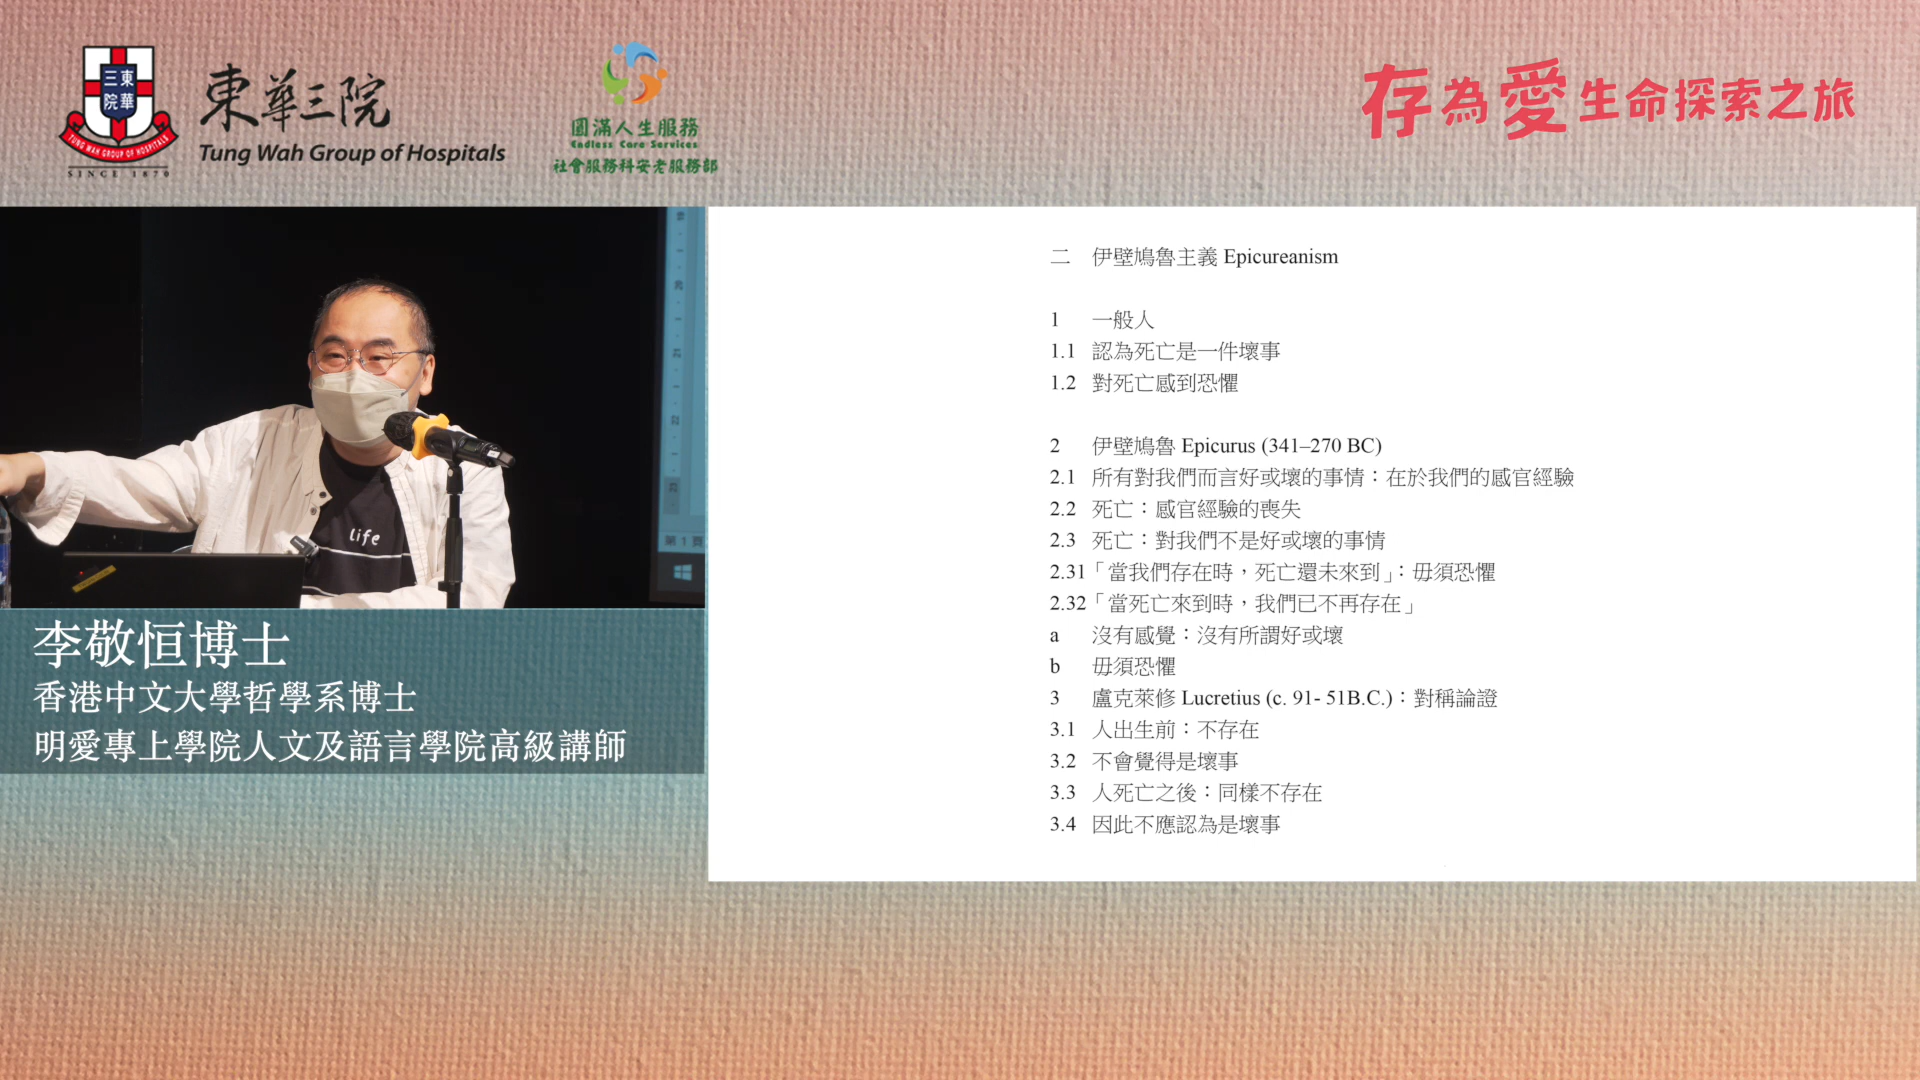 東華三院
東華三院
Tung Wah Group of Hospitals
TUNG WAH GROUP OF HOSPITALS
SINCE 1870
圓滿人生服務
Endless Care Services
社會服務科安老服務部
存為愛生命探索之旅
life
第1頁
李敬恒博士
香港中文大學哲學系博士
明愛專上學院人文及語言學院高級講師
二 伊壁鳩魯主義 Epicureanism
1 一般人
1.1 認為死亡是一件壞事
1.2 對死亡感到恐懼
2 伊壁鳩魯 Epicurus (341–270 BC)
2.1 所有對我們而言好或壞的事情：在於我們的感官經驗
2.2 死亡：感官經驗的喪失
2.3 死亡：對我們不是好或壞的事情
2.31「當我們存在時，死亡還未來到」：毋須恐懼
2.32「當死亡來到時，我們已不再存在」
a 沒有感覺：沒有所謂好或壞
b 毋須恐懼
3 盧克萊修 Lucretius (c. 91- 51B.C.)：對稱論證
3.1 人出生前：不存在
3.2 不會覺得是壞事
3.3 人死亡之後：同樣不存在
3.4 因此不應認為是壞事